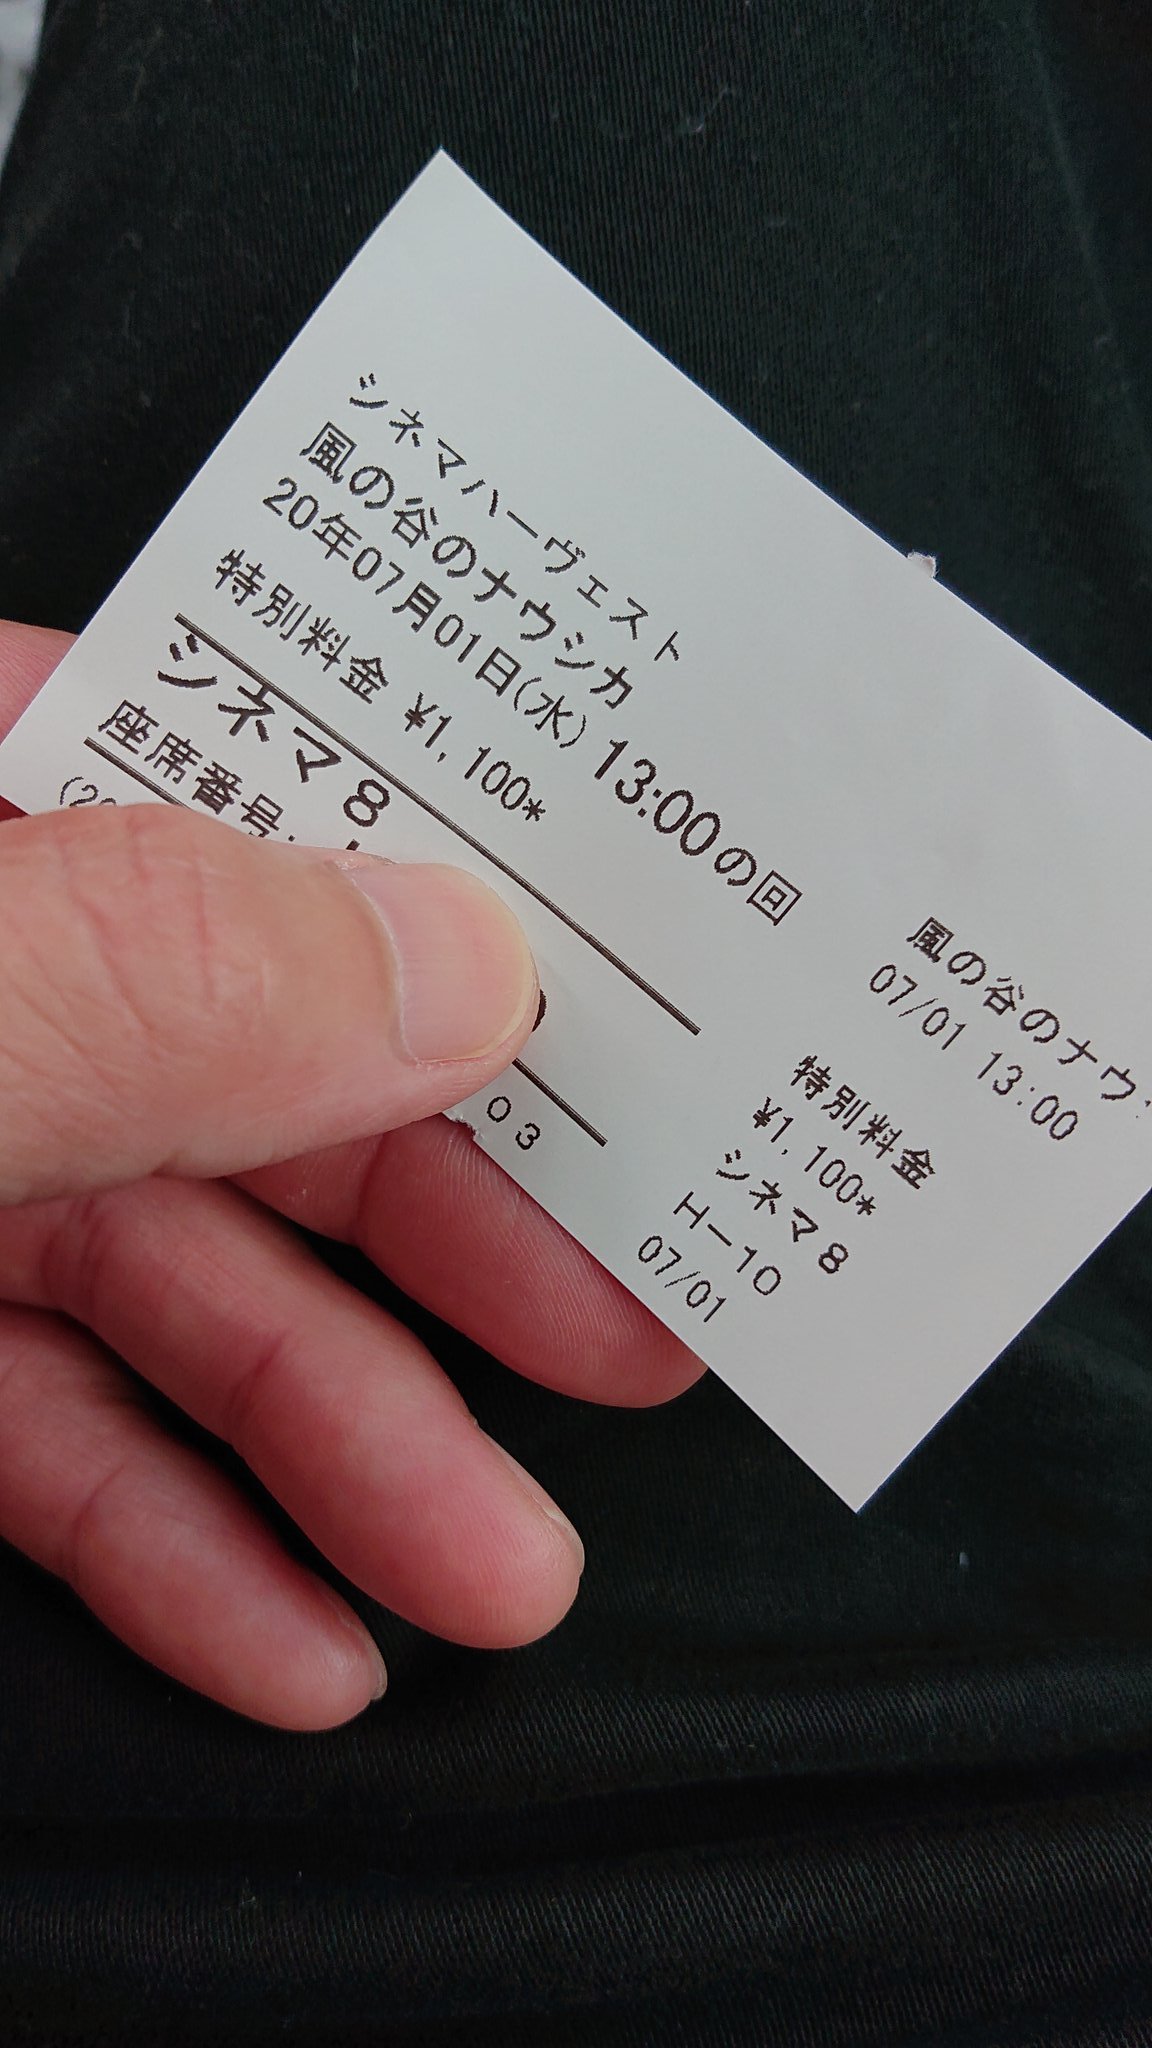 シネマハーヴェスト
風の谷のナウシカ
20年07月01日(水) 13:00の回
特別料金 ¥1,100*
シネマ8
座席番号:
03
風の谷のナウ
07/01 13:00
特別料金
¥1,100*
シネマ8
H-10
07/01